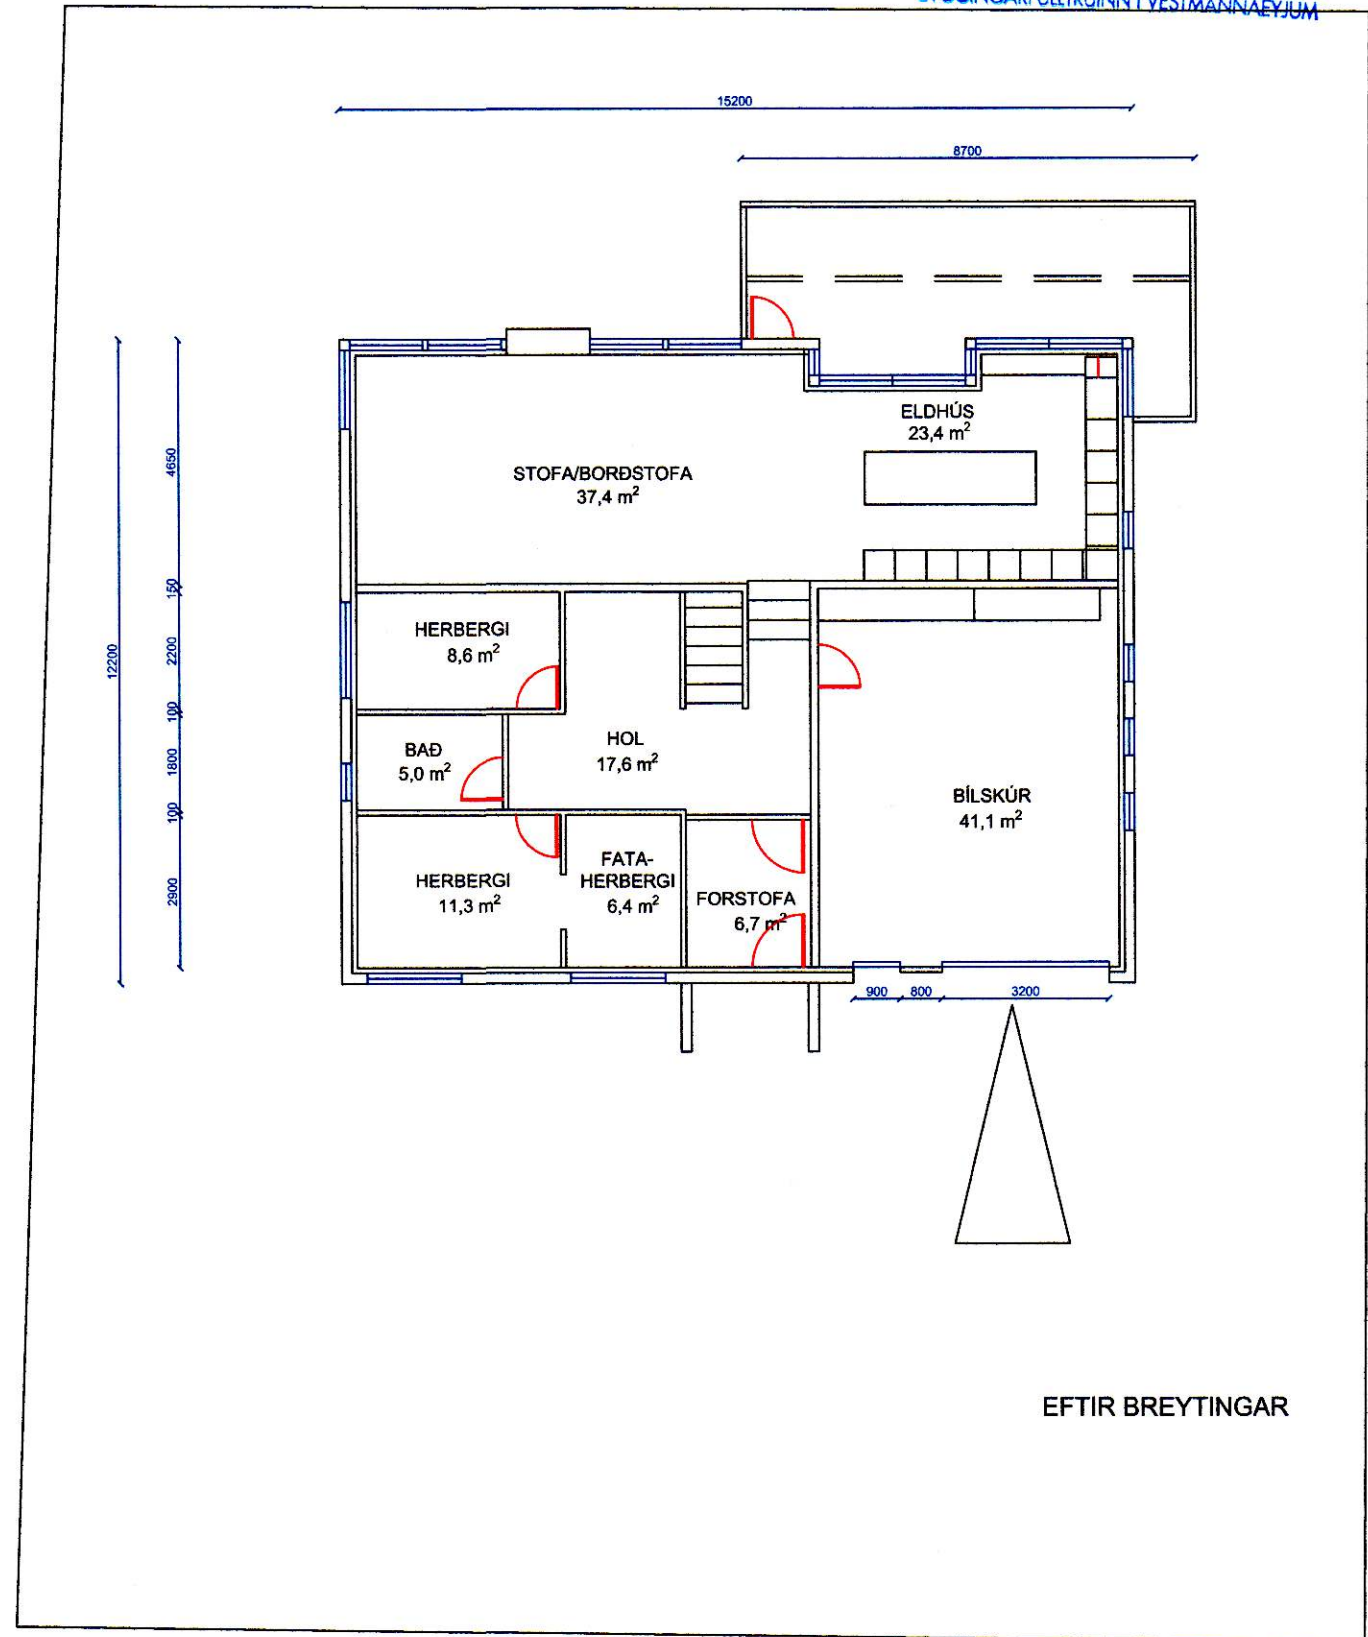 Í VESTMANNAEYJUM
15200
8700
ELDHÚS
23,4 m²
STOFA/BORÐSTOFA
37,4 m²
4650
150
2200
100
1800
100
2900
12200
HERBERGI
8,6 m²
BAÐ
5,0 m²
HOL
17,6 m²
BÍLSKÚR
41,1 m²
HERBERGI
11,3 m²
FATA-
HERBERGI
6,4 m²
FORSTOFA
6,7 m²
900
800
3200
EFTIR BREYTINGAR